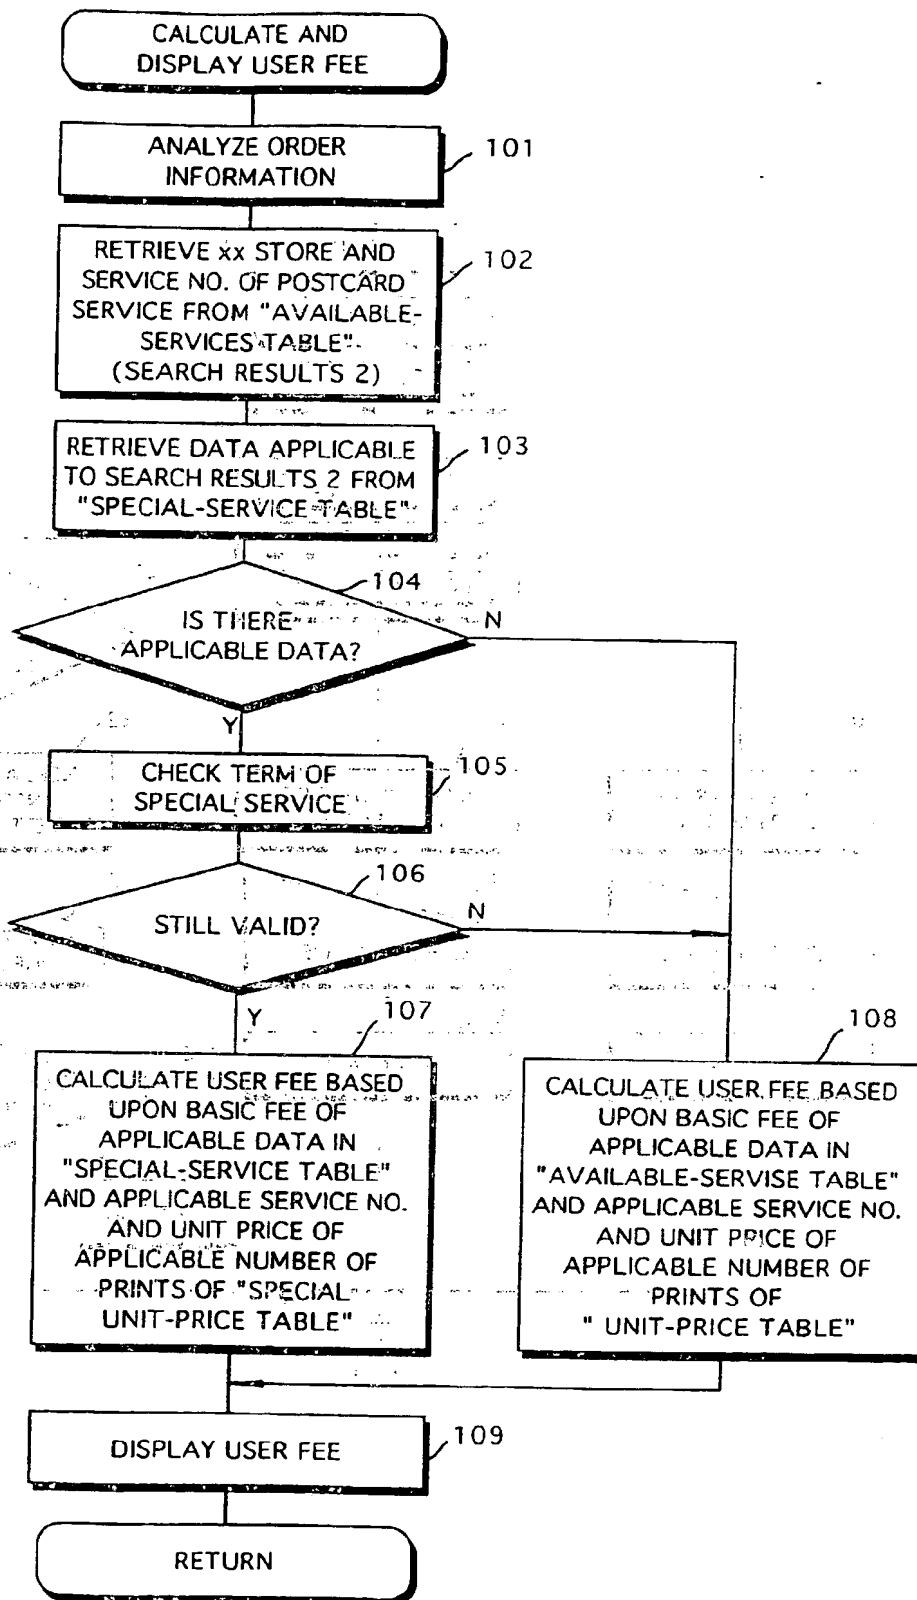 CALCULATE AND
DISPLAY USER FEE
ANALYZE ORDER
INFORMATION
101
RETRIEVE xx STORE AND
SERVICE NO. OF POSTCARD
SERVICE FROM "AVAILABLE-
SERVICES TABLE"
(SEARCH RESULTS 2)
102
RETRIEVE DATA APPLICABLE
TO SEARCH RESULTS 2 FROM
"SPECIAL-SERVICE TABLE"
103
104
IS THERE
APPLICABLE DATA?
N
Y
CHECK TERM OF
SPECIAL SERVICE
105
106
STILL VALID?
N
Y
107
CALCULATE USER FEE BASED
UPON BASIC FEE OF
APPLICABLE DATA IN
"SPECIAL-SERVICE TABLE"
AND APPLICABLE SERVICE NO.
AND UNIT PRICE OF
APPLICABLE NUMBER OF
PRINTS OF "SPECIAL
UNIT-PRICE TABLE"
108
CALCULATE USER FEE BASED
UPON BASIC FEE OF
APPLICABLE DATA IN
"AVAILABLE-SERVISE TABLE"
AND APPLICABLE SERVICE NO.
AND UNIT PRICE OF
APPLICABLE NUMBER OF
PRINTS OF
" UNIT-PRICE TABLE"
DISPLAY USER FEE
109
RETURN